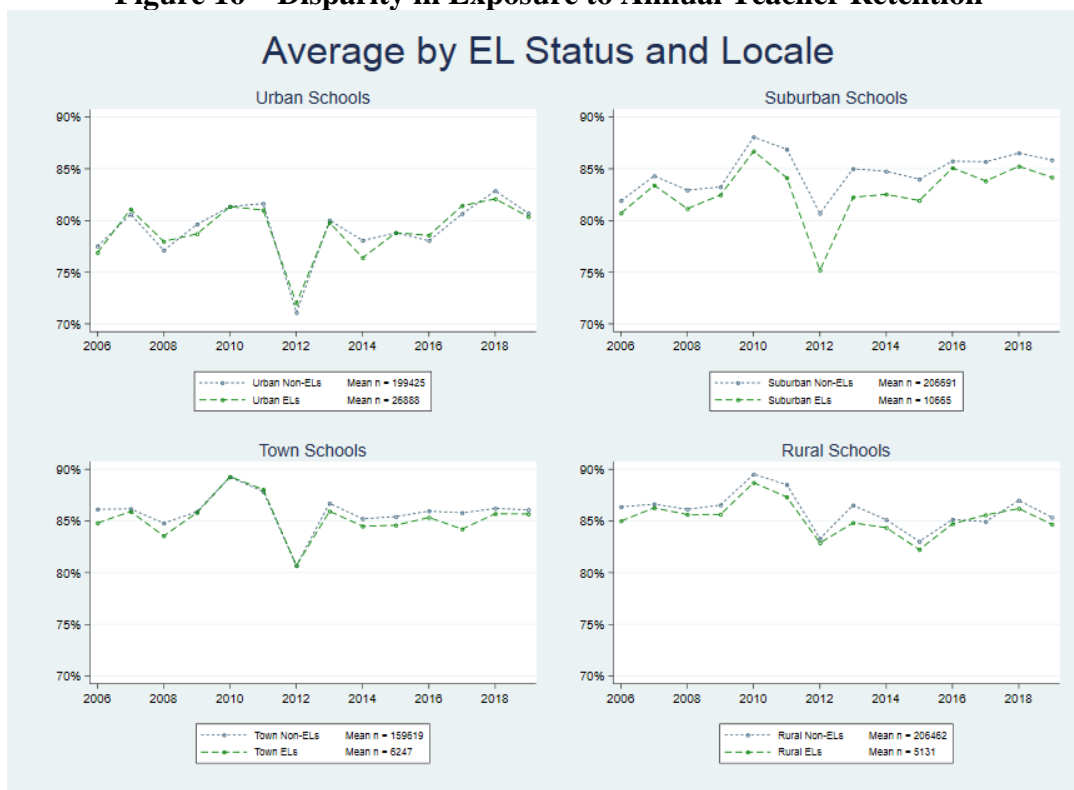 Figure 10 – Disparity in Exposure to Annual Teacher Retention
Average by EL Status and Locale
Urban Schools
90%
85%
80%
75%
70%
2006 2008 2010 2012 2014 2016 2018
Urban Non-ELs Mean n = 199425
Urban ELs Mean n = 26888
Suburban Schools
90%
85%
80%
75%
70%
2006 2008 2010 2012 2014 2016 2018
Suburban Non-ELs Mean n = 206691
Suburban ELs Mean n = 10665
Town Schools
90%
85%
80%
75%
70%
2006 2008 2010 2012 2014 2016 2018
Town Non-ELs Mean n = 159619
Town ELs Mean n = 6247
Rural Schools
90%
85%
80%
75%
70%
2006 2008 2010 2012 2014 2016 2018
Rural Non-ELs Mean n = 206462
Rural ELs Mean n = 5131